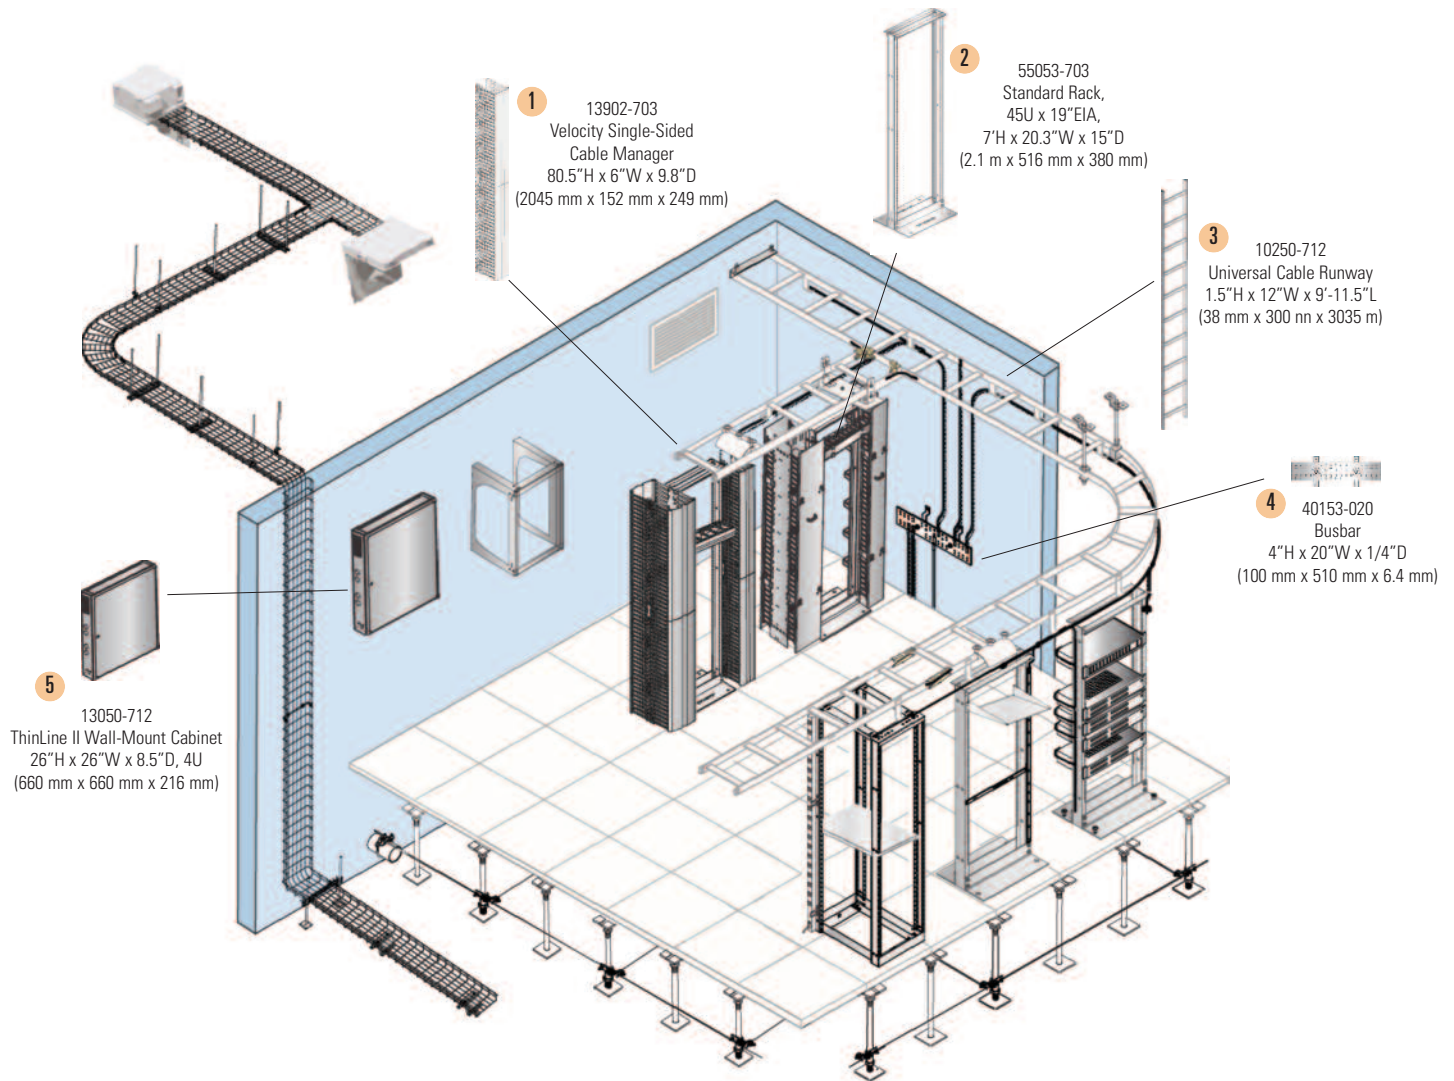 1
13902-703
Velocity Single-Sided
Cable Manager
80.5”H x 6”W x 9.8”D
(2045 mm x 152 mm x 249 mm)
2
55053-703
Standard Rack,
45U x 19”EIA,
7’H x 20.3”W x 15”D
(2.1 m x 516 mm x 380 mm)
3
10250-712
Universal Cable Runway
1.5”H x 12”W x 9’-11.5”L
(38 mm x 300 nn x 3035 m)
4
40153-020
Busbar
4”H x 20”W x 1/4”D
(100 mm x 510 mm x 6.4 mm)
5
13050-712
ThinLine II Wall-Mount Cabinet
26”H x 26”W x 8.5”D, 4U
(660 mm x 660 mm x 216 mm)